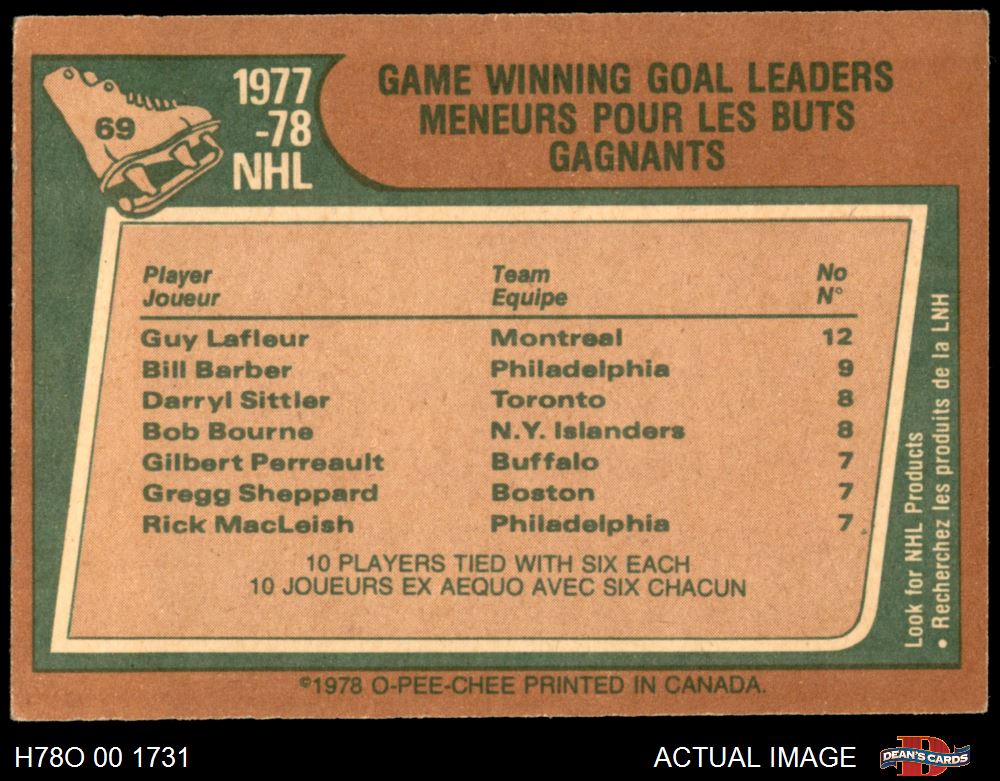 69
1977
-78
NHL
GAME WINNING GOAL LEADERS
MENEURS POUR LES BUTS
GAGNANTS
Player Team No
Joueur Equipe N°
Guy Lafleur Montreal 12
Bill Barber Philadelphia 9
Darryl Sittler Toronto 8
Bob Bourne N.Y. Islanders 8
Gilbert Perreault Buffalo 7
Gregg Sheppard Boston 7
Rick MacLeish Philadelphia 7
10 PLAYERS TIED WITH SIX EACH
10 JOUEURS EX AEQUO AVEC SIX CHACUN
Look for NHL Products
• Recherchez les produits de la LNH
©1978 O-PEE-CHEE PRINTED IN CANADA.
H78O 00 1731
ACTUAL IMAGE
D
DEAN'S CARDS